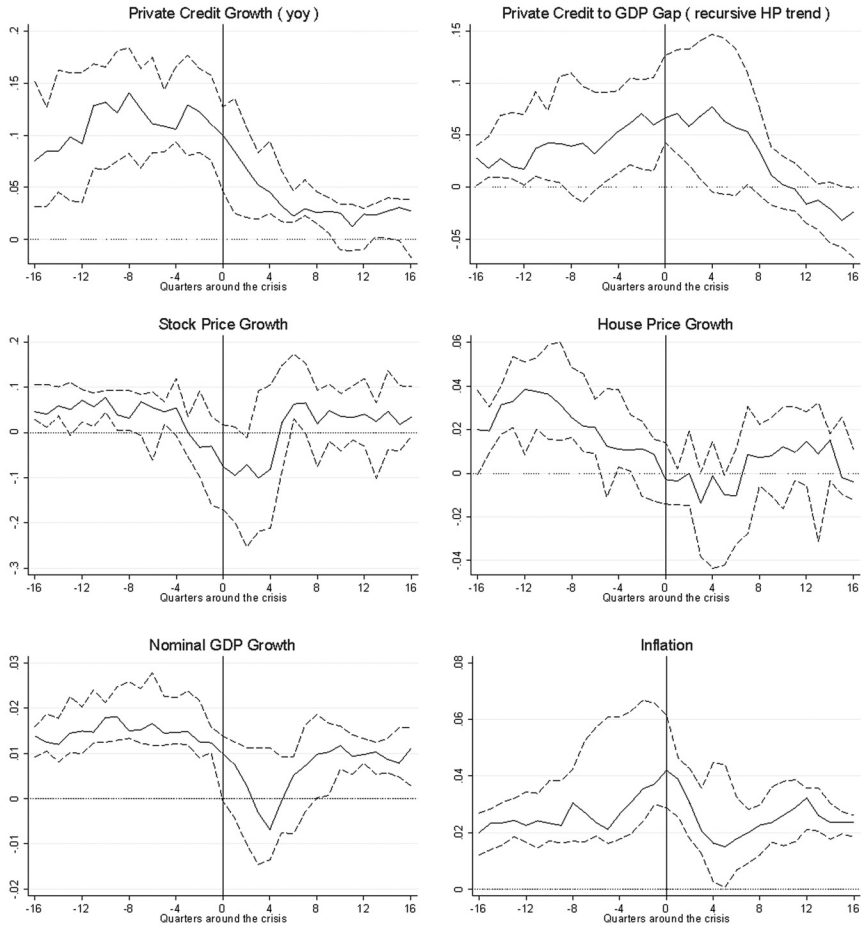 Private Credit Growth ( yoy )
.2
.15
.1
.05
0
-16 -12 -8 -4 0 4 8 12 16
Quarters around the crisis
Private Credit to GDP Gap ( recursive HP trend )
.15
.1
.05
0
-.05
-16 -12 -8 -4 0 4 8 12 16
Quarters around the crisis
Stock Price Growth
.2
.1
0
-.1
-.2
-.3
-16 -12 -8 -4 0 4 8 12 16
Quarters around the crisis
House Price Growth
.06
.04
.02
0
-.02
-.04
-16 -12 -8 -4 0 4 8 12 16
Quarters around the crisis
Nominal GDP Growth
.03
.02
.01
0
-.01
-.02
-16 -12 -8 -4 0 4 8 12 16
Quarters around the crisis
Inflation
.08
.06
.04
.02
0
-16 -12 -8 -4 0 4 8 12 16
Quarters around the crisis